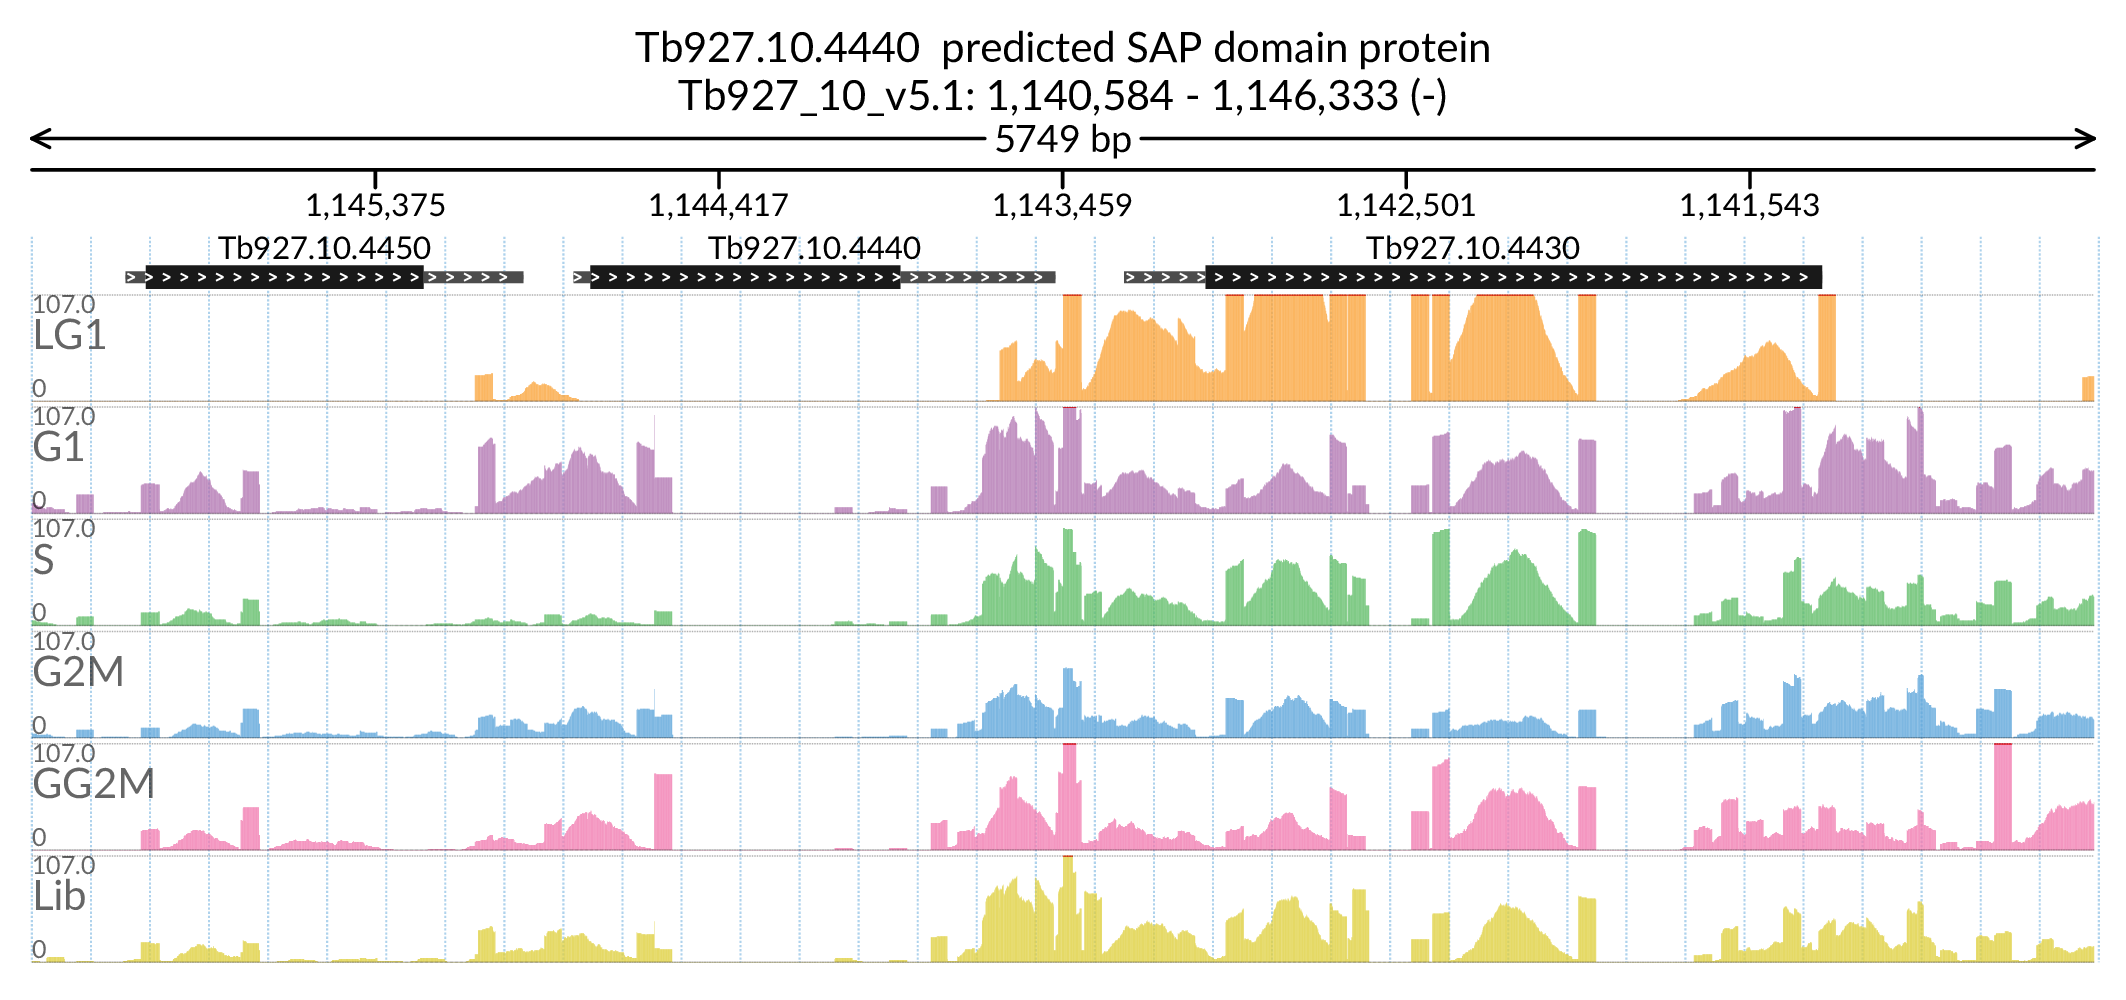 Tb927.10.4440 predicted SAP domain protein
Tb927_10_v5.1: 1,140,584 - 1,146,333 (-)
5749 bp
1,145,375 1,144,417 1,143,459 1,142,501 1,141,543
Tb927.10.4450 Tb927.10.4440 Tb927.10.4430
107.0
LG1
0
107.0
G1
0
107.0
S
0
107.0
G2M
0
107.0
GG2M
0
107.0
Lib
0